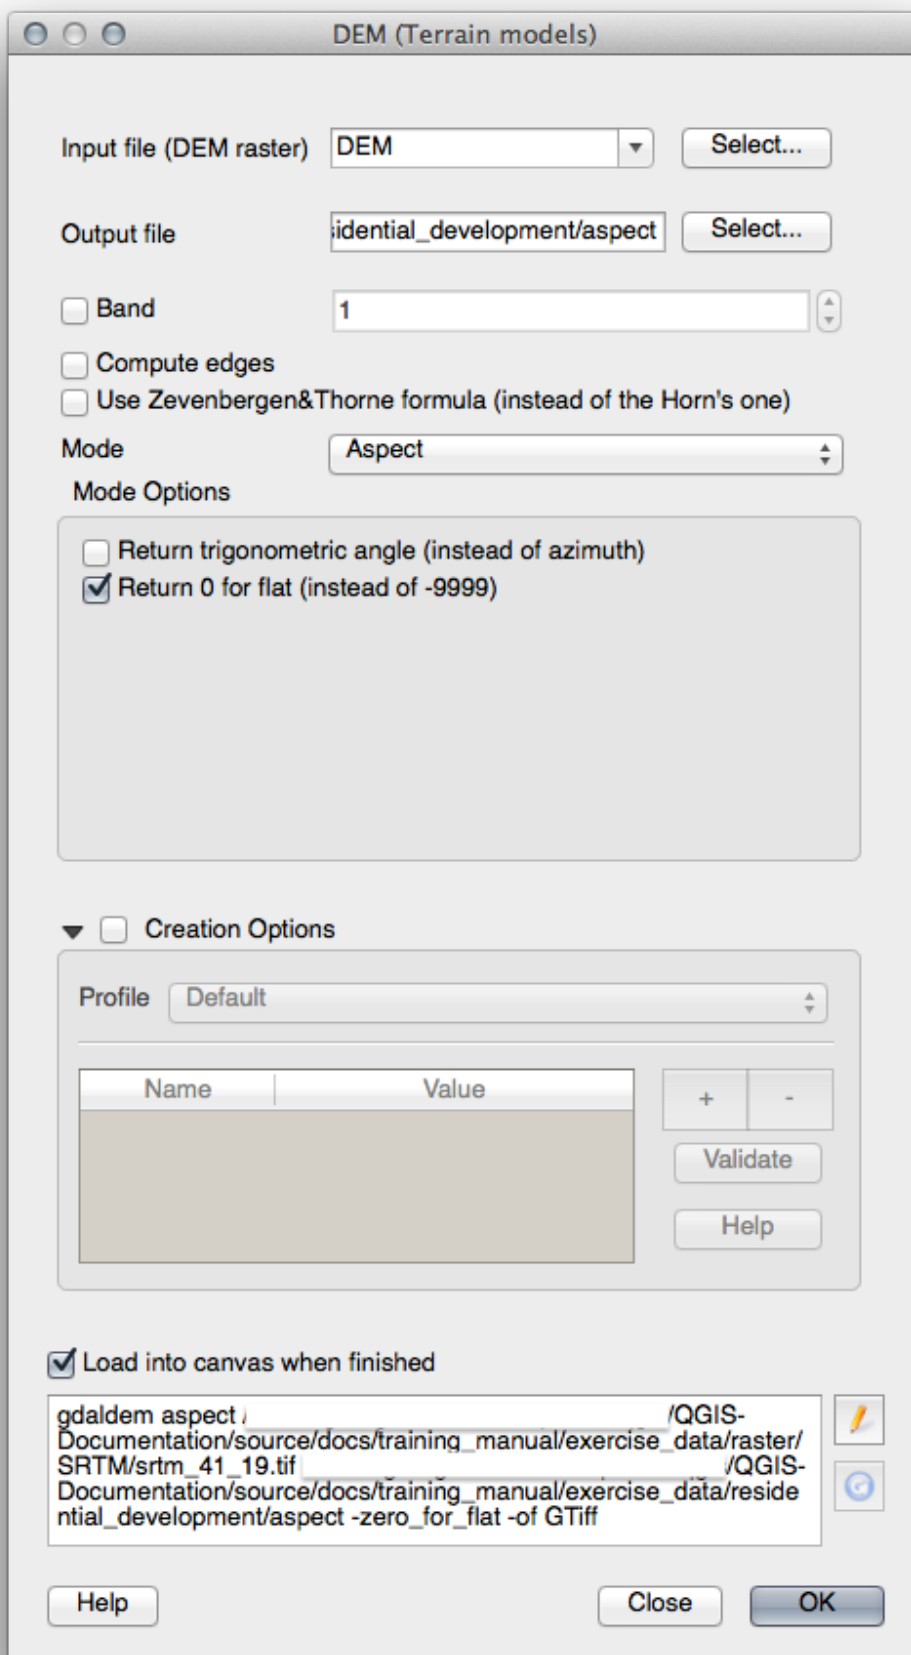 DEM (Terrain models)
Input file (DEM raster) DEM Select...
Output file sidential_development/aspect Select...
Band 1
Compute edges
Use Zevenbergen&Thorne formula (instead of the Horn's one)
Mode Aspect
Mode Options
Return trigonometric angle (instead of azimuth)
Return 0 for flat (instead of -9999)
Creation Options
Profile Default
Name Value + -
Validate
Help
Load into canvas when finished
gdaldem aspect / /QGIS-
Documentation/source/docs/training_manual/exercise_data/raster/
SRTM/srtm_41_19.tif /QGIS-
Documentation/source/docs/training_manual/exercise_data/reside
ntial_development/aspect -zero_for_flat -of GTiff
Help Close OK